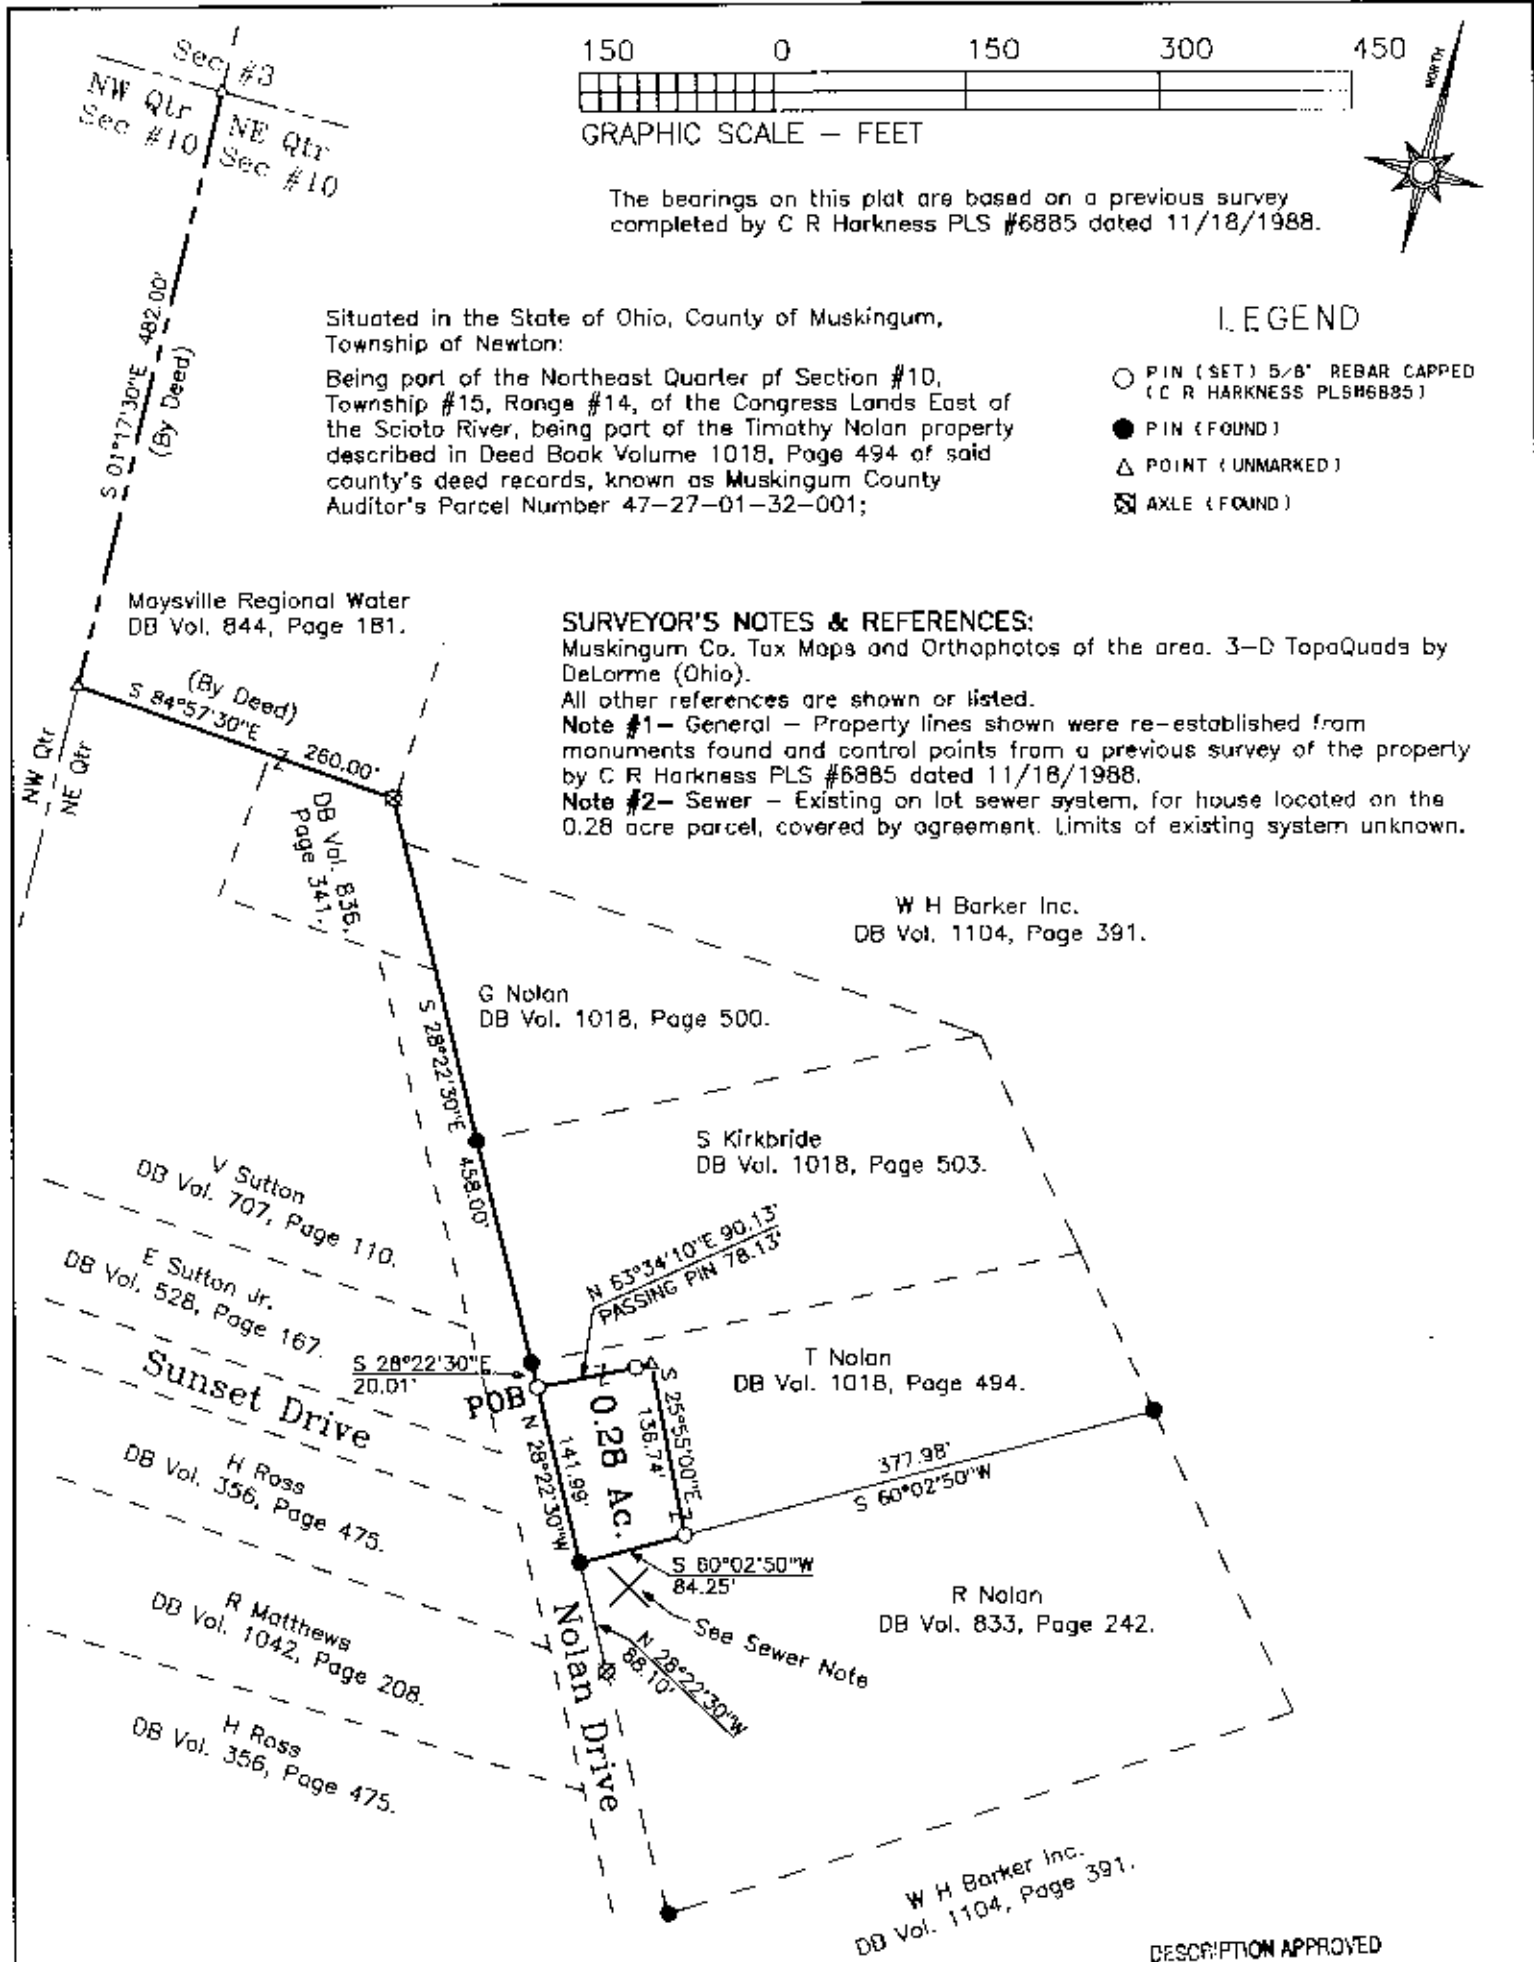 150 0 150 300 450
GRAPHIC SCALE — FEET
NORTH
Sec #3
NW Qtr
Sec #10
NE Qtr
Sec #10
The bearings on this plat are based on a previous survey
completed by C R Harkness PLS #6885 dated 11/18/1988.
S 01°17'30"E 482.00'
(By Deed)
Situated in the State of Ohio, County of Muskingum,
Township of Newton:
Being part of the Northeast Quarter pf Section #10,
Township #15, Range #14, of the Congress Lands East of
the Scioto River, being part of the Timothy Nolan property
described in Deed Book Volume 1018, Page 494 of said
county's deed records, known as Muskingum County
Auditor's Parcel Number 47-27-01-32-001;
LEGEND
PIN (SET) 5/8" REBAR CAPPED
(C R HARKNESS PLS#6885)
PIN (FOUND)
POINT (UNMARKED)
AXLE (FOUND)
Maysville Regional Water
DB Vol. 844, Page 181.
(By Deed)
S 84°57'30"E 260.00'
NW Qtr
NE Qtr
SURVEYOR'S NOTES & REFERENCES:
Muskingum Co. Tax Maps and Orthophotos of the area. 3-D TopoQuads by
DeLorme (Ohio).
All other references are shown or listed.
Note #1- General - Property lines shown were re-established from
monuments found and control points from a previous survey of the property
by C R Harkness PLS #6885 dated 11/18/1988.
Note #2- Sewer - Existing on lot sewer system, for house located on the
0.28 acre parcel, covered by agreement. Limits of existing system unknown.
DB Vol. 836,
Page 341.
W H Barker Inc.
DB Vol. 1104, Page 391.
G Nolan
DB Vol. 1018, Page 500.
S 28°22'30"E 458.00'
S Kirkbride
DB Vol. 1018, Page 503.
V Sutton
DB Vol. 707, Page 110.
E Sutton Jr.
DB Vol. 528, Page 167.
N 63°34'10"E 90.13'
PASSING PIN 78.13'
Sunset Drive
S 28°22'30"E
20.01'
POB
T Nolan
DB Vol. 1018, Page 494.
0.28 Ac.
S 25°55'00"E
136.74'
141.99'
N 28°22'30"W
377.98'
S 60°02'50"W
H Ross
DB Vol. 356, Page 475.
S 60°02'50"W
84.25'
R Nolan
DB Vol. 833, Page 242.
R Matthews
DB Vol. 1042, Page 208.
See Sewer Note
N 28°22'30"W
88.10'
Nolan Drive
H Ross
DB Vol. 356, Page 475.
W H Barker Inc.
DB Vol. 1104, Page 391.
DESCRIPTION APPROVED